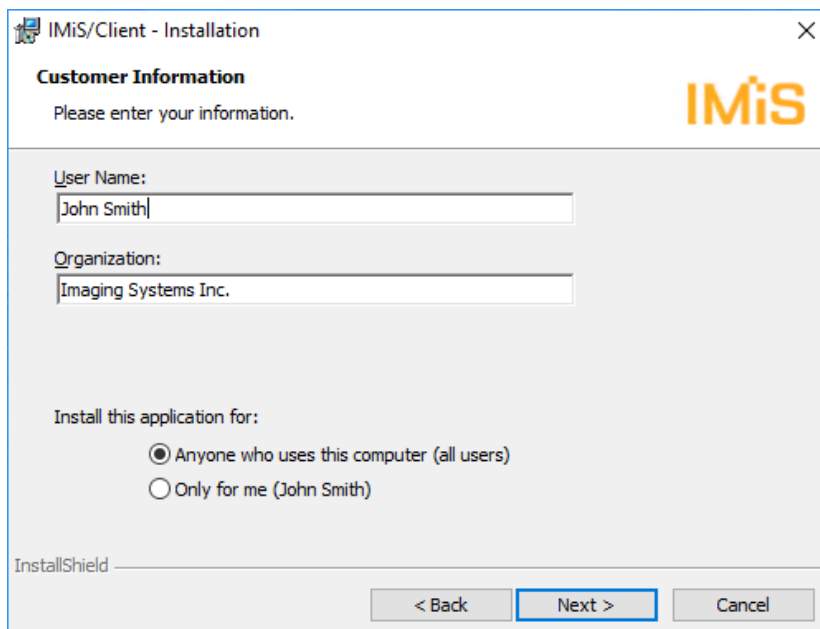 IMiS/Client - Installation
Customer Information
Please enter your information.
IMiS
User Name:
John Smith
Organization:
Imaging Systems Inc.
Install this application for:
Anyone who uses this computer (all users)
Only for me (John Smith)
InstallShield
< Back Next > Cancel